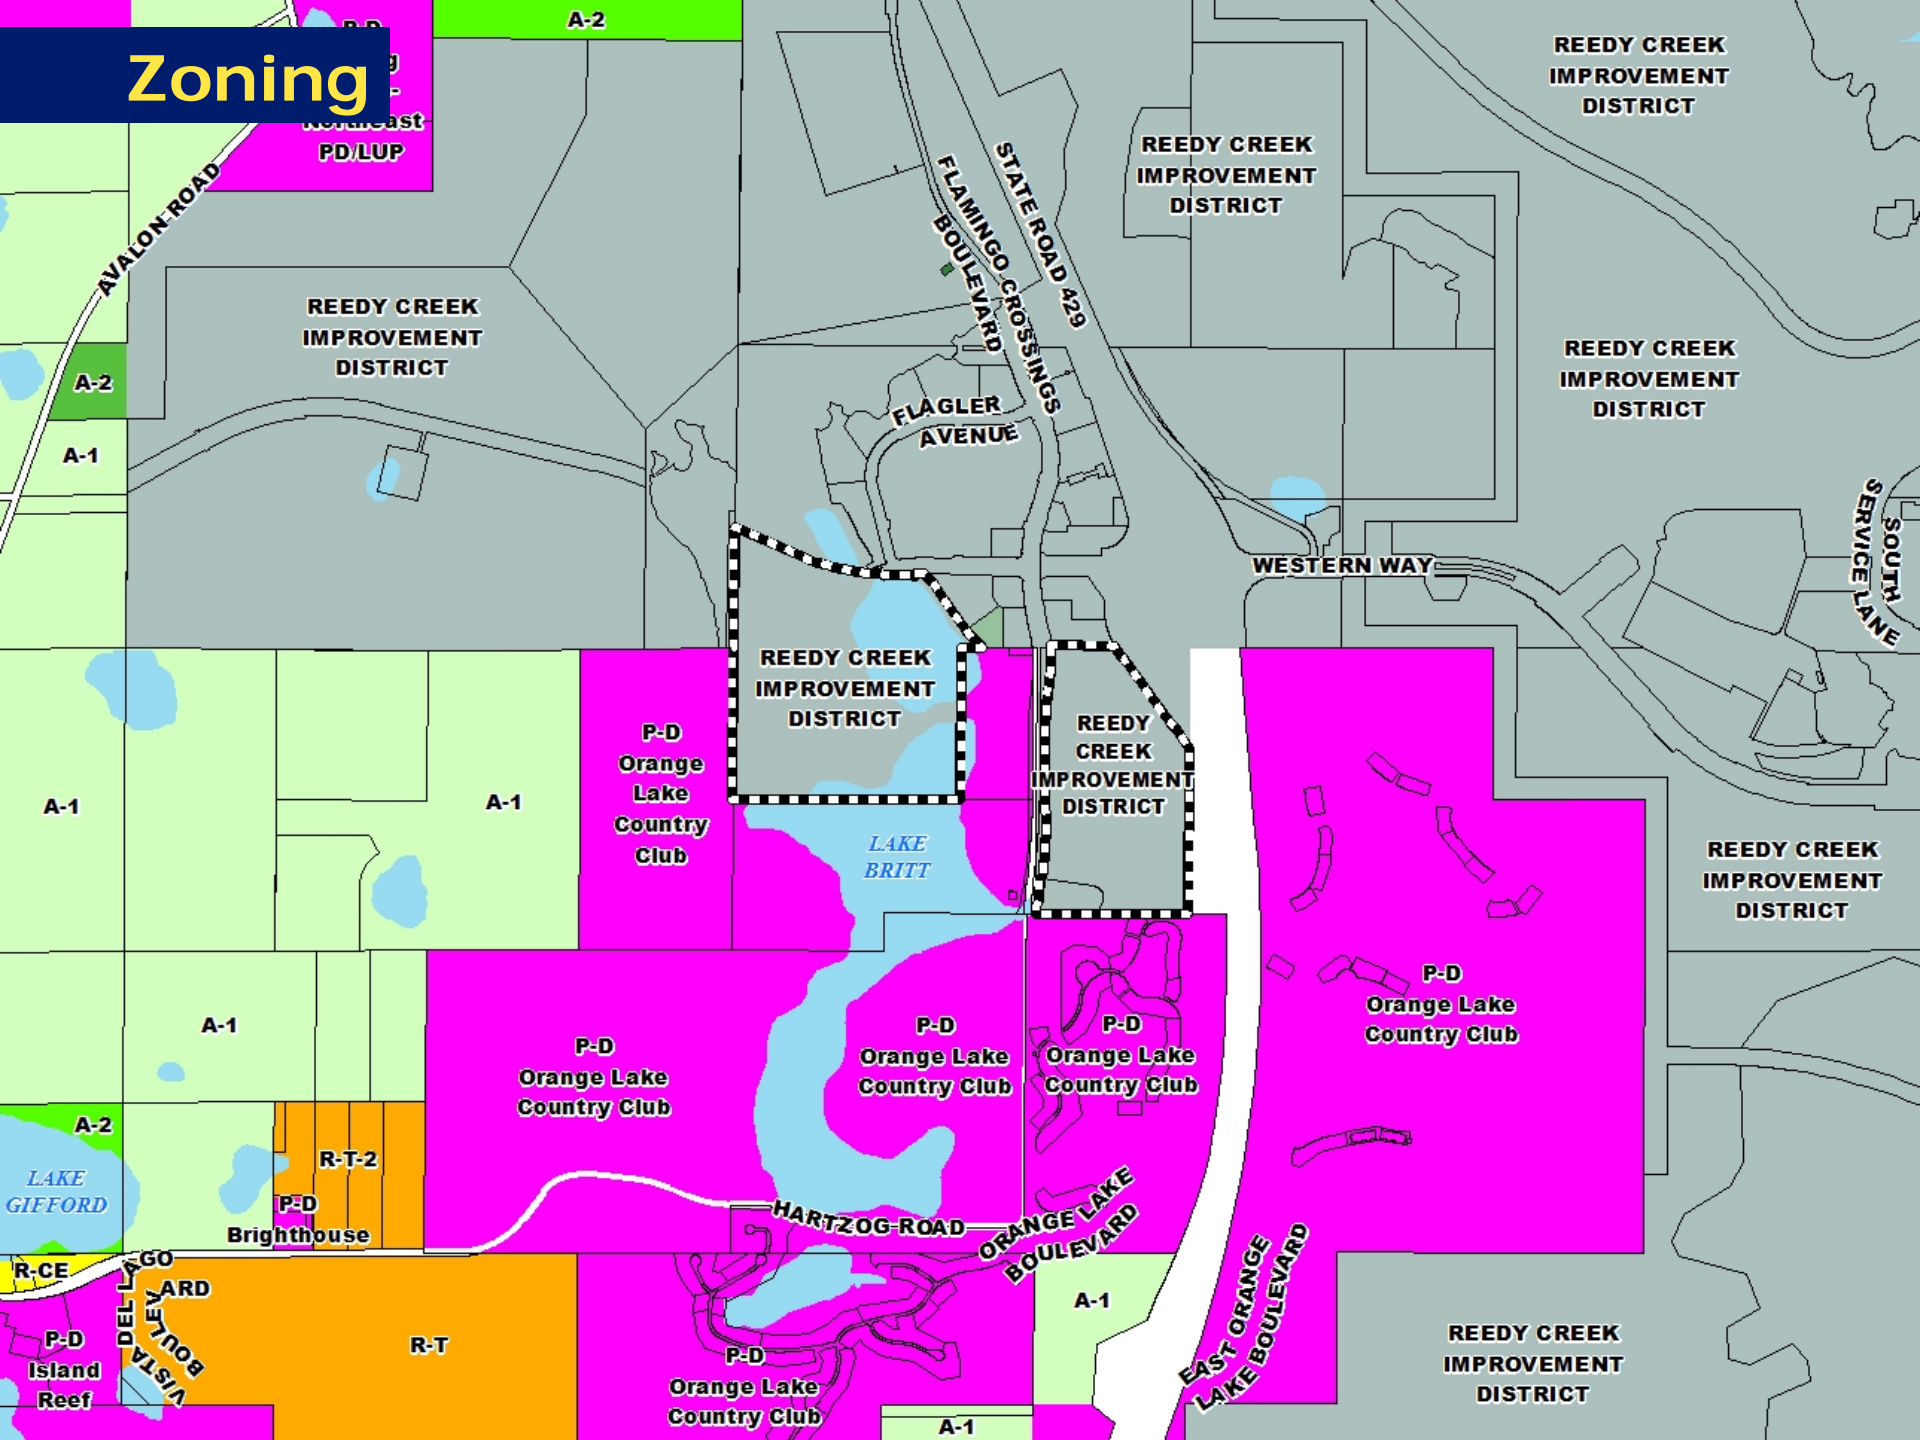 Zoning
P-D
Northeast
PD/LUP
A-2
REEDY CREEK
IMPROVEMENT
DISTRICT
REEDY CREEK
IMPROVEMENT
DISTRICT
AVALON ROAD
STATE ROAD 429
FLAMINGO CROSSINGS
BOULEVARD
REEDY CREEK
IMPROVEMENT
DISTRICT
REEDY CREEK
IMPROVEMENT
DISTRICT
A-2
A-1
FLAGLER
AVENUE
WESTERN WAY
SOUTH
SERVICE LANE
REEDY CREEK
IMPROVEMENT
DISTRICT
REEDY
CREEK
IMPROVEMENT
DISTRICT
P-D
Orange
Lake
Country
Club
A-1
A-1
LAKE
BRITT
REEDY CREEK
IMPROVEMENT
DISTRICT
P-D
Orange Lake
Country Club
A-1
P-D
Orange Lake
Country Club
P-D
Orange Lake
Country Club
P-D
Orange Lake
Country Club
A-2
LAKE
GIFFORD
R-T-2
P-D
Brighthouse
HARTZOG ROAD
ORANGE LAKE
BOULEVARD
R-CE
VISTA DEL LAGO
BOULEVARD
P-D
Island
Reef
R-T
P-D
Orange Lake
Country Club
A-1
A-1
EAST ORANGE
LAKE BOULEVARD
REEDY CREEK
IMPROVEMENT
DISTRICT